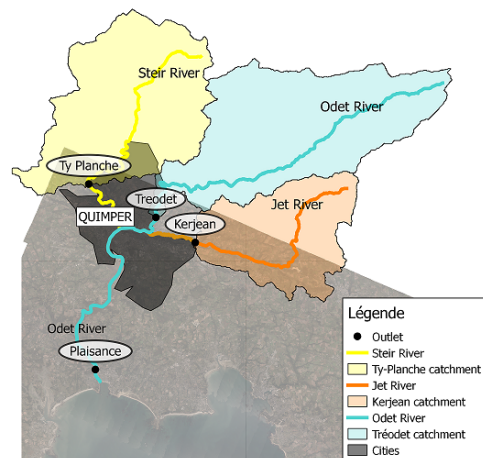 Steir River
Odet River
Ty Planche
Treodet
Jet River
QUIMPER
Kerjean
Odet River
Plaisance
Légende
Outlet
Steir River
Ty-Planche catchment
Jet River
Kerjean catchment
Odet River
Tréodet catchment
Cities